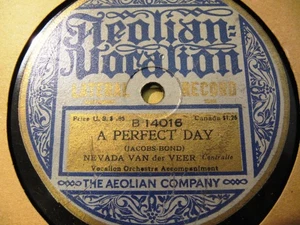 Aeolian-
Vocalion
LATERAL RECORD
Price U. S. $ .85 Canada $1.20
B 14016
A PERFECT DAY
(JACOBS-BOND)
NEVADA VAN der VEER Contralto
Vocalion Orchestra Accompaniment
THE AEOLIAN COMPANY